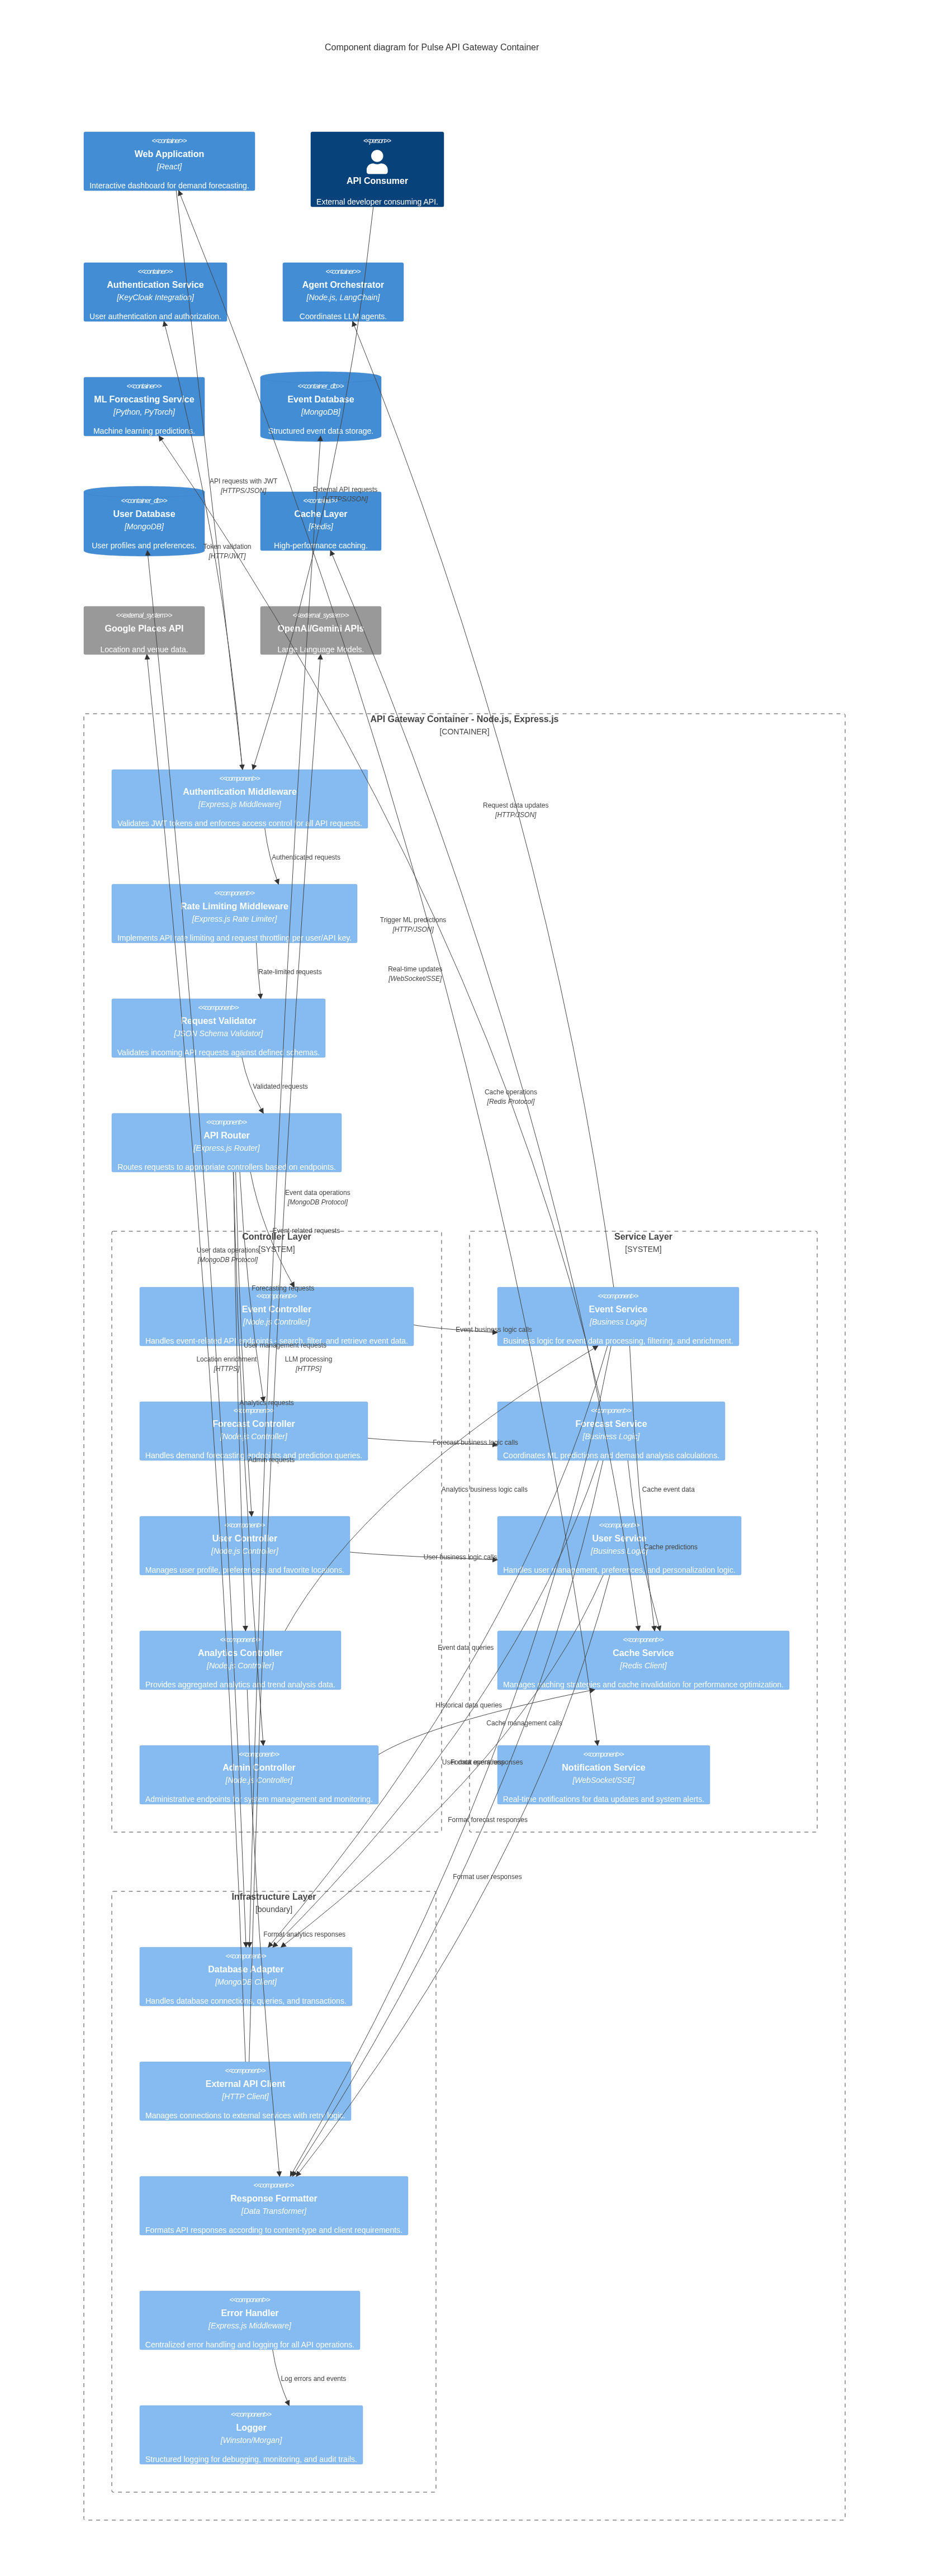 Component diagram for Pulse API Gateway Container
<<container>>
Web Application
[React]
Interactive dashboard for demand forecasting.
<<person>>
API Consumer
External developer consuming API.
<<container>>
Authentication Service
[KeyCloak Integration]
User authentication and authorization.
<<container>>
Agent Orchestrator
[Node.js, LangChain]
Coordinates LLM agents.
<<container>>
ML Forecasting Service
[Python, PyTorch]
Machine learning predictions.
<<container_db>>
Event Database
[MongoDB]
Structured event data storage.
API requests with JWT
[HTTPS/JSON]
External API requests
[HTTPS/JSON]
<<container_db>>
User Database
[MongoDB]
User profiles and preferences.
<<container>>
Cache Layer
[Redis]
High-performance caching.
Token validation
[HTTP/JWT]
<<external_system>>
Google Places API
Location and venue data.
<<external_system>>
OpenAI/Gemini APIs
Large Language Models.
API Gateway Container - Node.js, Express.js
[CONTAINER]
<<component>>
Authentication Middleware
[Express.js Middleware]
Validates JWT tokens and enforces access control for all API requests.
Request data updates
[HTTP/JSON]
Authenticated requests
<<component>>
Rate Limiting Middleware
[Express.js Rate Limiter]
Implements API rate limiting and request throttling per user/API key.
Trigger ML predictions
[HTTP/JSON]
Rate-limited requests
Real-time updates
[WebSocket/SSE]
<<component>>
Request Validator
[JSON Schema Validator]
Validates incoming API requests against defined schemas.
Validated requests
Cache operations
[Redis Protocol]
<<component>>
API Router
[Express.js Router]
Routes requests to appropriate controllers based on endpoints.
Event data operations
[MongoDB Protocol]
Event-related requests
Controller Layer
[SYSTEM]
User data operations
[MongoDB Protocol]
Service Layer
[SYSTEM]
Forecasting requests
<<component>>
Event Controller
[Node.js Controller]
Handles event-related API endpoints - search, filter, and retrieve event data.
Event business logic calls
<<component>>
Event Service
[Business Logic]
Business logic for event data processing, filtering, and enrichment.
User management requests
Location enrichment
[HTTPS]
LLM processing
[HTTPS]
Analytics requests
<<component>>
Forecast Controller
[Node.js Controller]
Handles demand forecasting endpoints and prediction queries.
Forecast business logic calls
<<component>>
Forecast Service
[Business Logic]
Coordinates ML predictions and demand analysis calculations.
Admin requests
Analytics business logic calls
Cache event data
<<component>>
User Controller
[Node.js Controller]
Manages user profile, preferences, and favorite locations.
User business logic calls
<<component>>
User Service
[Business Logic]
Handles user management, preferences, and personalization logic.
Cache predictions
<<component>>
Analytics Controller
[Node.js Controller]
Provides aggregated analytics and trend analysis data.
Event data queries
<<component>>
Cache Service
[Redis Client]
Manages caching strategies and cache invalidation for performance optimization.
Historical data queries
Cache management calls
<<component>>
Admin Controller
[Node.js Controller]
Administrative endpoints for system management and monitoring.
User data operations
Format event responses
<<component>>
Notification Service
[WebSocket/SSE]
Real-time notifications for data updates and system alerts.
Format forecast responses
Format user responses
Infrastructure Layer
[boundary]
Format analytics responses
<<component>>
Database Adapter
[MongoDB Client]
Handles database connections, queries, and transactions.
<<component>>
External API Client
[HTTP Client]
Manages connections to external services with retry logic.
<<component>>
Response Formatter
[Data Transformer]
Formats API responses according to content-type and client requirements.
<<component>>
Error Handler
[Express.js Middleware]
Centralized error handling and logging for all API operations.
Log errors and events
<<component>>
Logger
[Winston/Morgan]
Structured logging for debugging, monitoring, and audit trails.